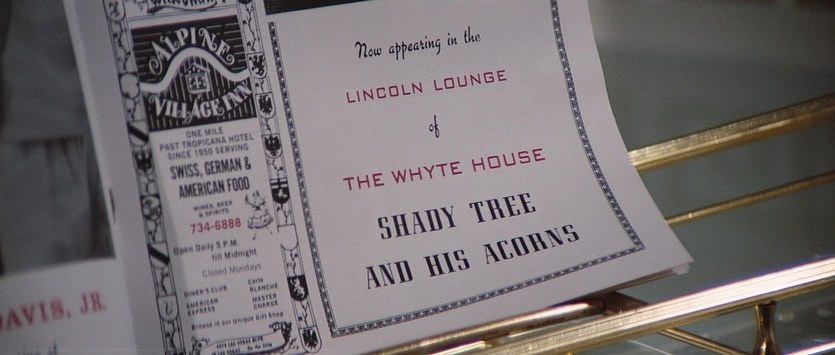 ALPINE
VILLAGE INN
ONE MILE
PAST TROPICANA HOTEL
SINCE 1950 SERVING
SWISS, GERMAN &
AMERICAN FOOD
WINES, BEER
& SPIRITS
734-6888
Open Daily 5 P.M.
till Midnight
Closed Mondays
DINER'S CLUB
AMERICAN
EXPRESS
Carte
BLANCHE
MASTER
CHARGE
Browse in our Unique Gift Shop
Now appearing in the
LINCOLN LOUNGE
of
THE WHYTE HOUSE
SHADY TREE
AND HIS ACORNS
DAVIS, JR.